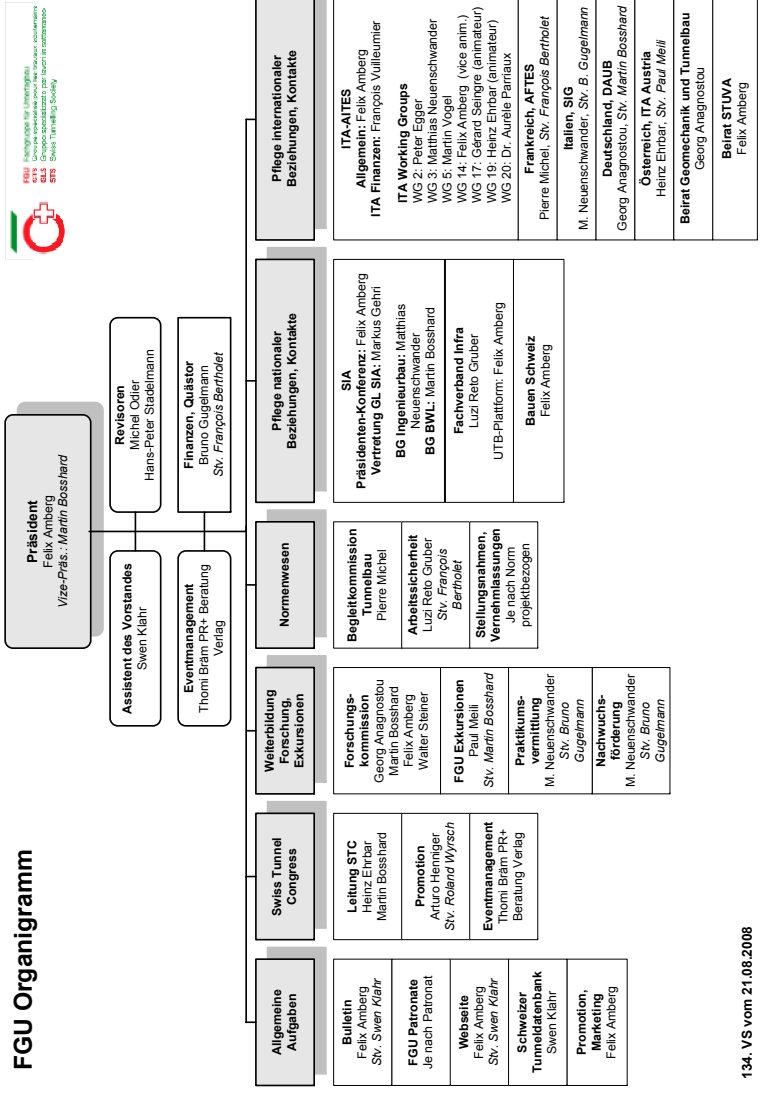 FGU Organigramm
FGU Fachgruppe für Untertagbau
GTS Groupe spécialisé pour les travaux souterrains
GLS Gruppo specializzato per lavori in sotterraneo
STS Swiss Tunnelling Society
Präsident
Felix Amberg
Vize-Präs.: Martin Bosshard
Assistent des Vorstandes
Swen Klahr
Revisoren
Michel Odier
Hans-Peter Stadelmann
Eventmanagement
Thomi Bräm PR+ Beratung
Verlag
Finanzen, Quästor
Bruno Gugelmann
Stv. François Bertholet
Allgemeine
Aufgaben
Bulletin
Felix Amberg
Stv. Swen Klahr
FGU Patronate
Je nach Patronat
Webseite
Felix Amberg
Stv. Swen Klahr
Schweizer
Tunneldatenbank
Swen Klahr
Promotion,
Marketing
Felix Amberg
Swiss Tunnel
Congress
Leitung STC
Heinz Ehrbar
Martin Bosshard
Promotion
Arturo Henniger
Stv. Roland Wyrsch
Eventmanagement
Thomi Bräm PR+
Beratung Verlag
Weiterbildung
Forschung,
Exkursionen
Forschungs-
kommission
Georg Anagnostou
Martin Bosshard
Felix Amberg
Walter Steiner
FGU Exkursionen
Paul Meili
Stv. Martin Bosshard
Praktikums-
vermittlung
M. Neuenschwander
Stv. Bruno
Gugelmann
Nachwuchs-
förderung
M. Neuenschwander
Stv. Bruno
Gugelmann
Normenwesen
Begleitkommission
Tunnelbau
Pierre Michel
Arbeitssicherheit
Luzi Reto Gruber
Stv. François
Bertholet
Stellungsnahmen,
Vernehmlassungen
Je nach Norm
projektbezogen
Pflege nationaler
Beziehungen, Kontakte
SIA
Präsidenten-Konferenz: Felix Amberg
Vertretung GL SIA: Markus Gehri
BG Ingenieurbau: Matthias
Neuenschwander
BG BWL: Martin Bosshard
Fachverband Infra
Luzi Reto Gruber
UTB-Plattform: Felix Amberg
Bauen Schweiz
Felix Amberg
Pflege internationaler
Beziehungen, Kontakte
ITA-AITES
Allgemein: Felix Amberg
ITA Finanzen: François Vuilleumier
ITA Working Groups
WG 2: Peter Egger
WG 3: Matthias Neuenschwander
WG 5: Martin Vogel
WG 14: Felix Amberg (vice anim.)
WG 17: Gérard Seingre (animateur)
WG 19: Heinz Ehrbar (animateur)
WG 20: Dr. Aurèle Parriaux
Frankreich, AFTES
Pierre Michel, Stv. François Bertholet
Italien, SIG
M. Neuenschwander, Stv. B. Gugelmann
Deutschland, DAUB
Georg Anagnostou, Stv. Martin Bosshard
Österreich, ITA Austria
Heinz Ehrbar, Stv. Paul Meili
Beirat Geomechanik und Tunnelbau
Georg Anagnostou
Beirat STUVA
Felix Amberg
134. VS vom 21.08.2008